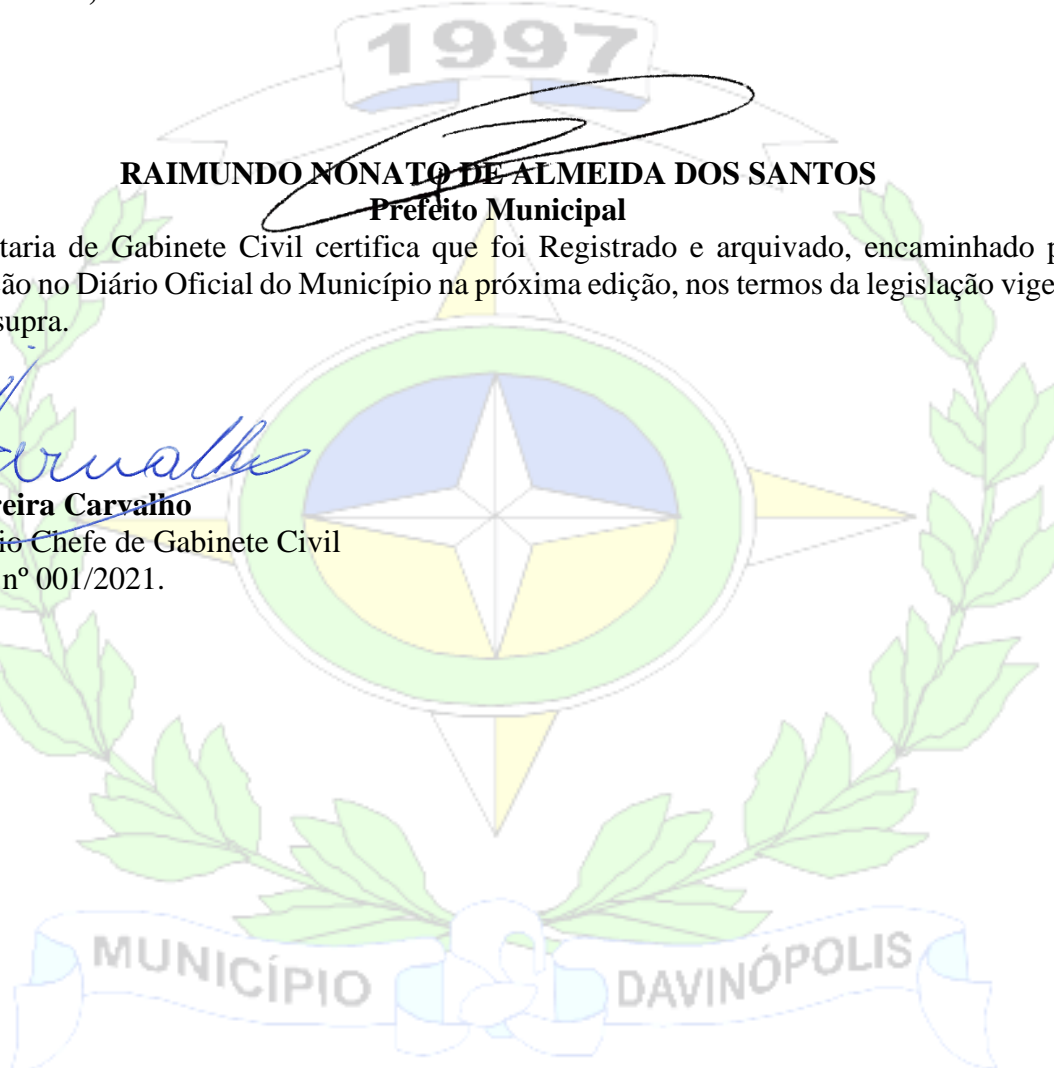 1997
RAIMUNDO NONATO DE ALMEIDA DOS SANTOS
Prefeito Municipal
taria de Gabinete Civil certifica que foi Registrado e arquivado, encaminhado p
ão no Diário Oficial do Município na próxima edição, nos termos da legislação vige
supra.
arvalho
eira Carvalho
io Chefe de Gabinete Civil
nº 001/2021.
MUNICÍPIO DAVINÓPOLIS